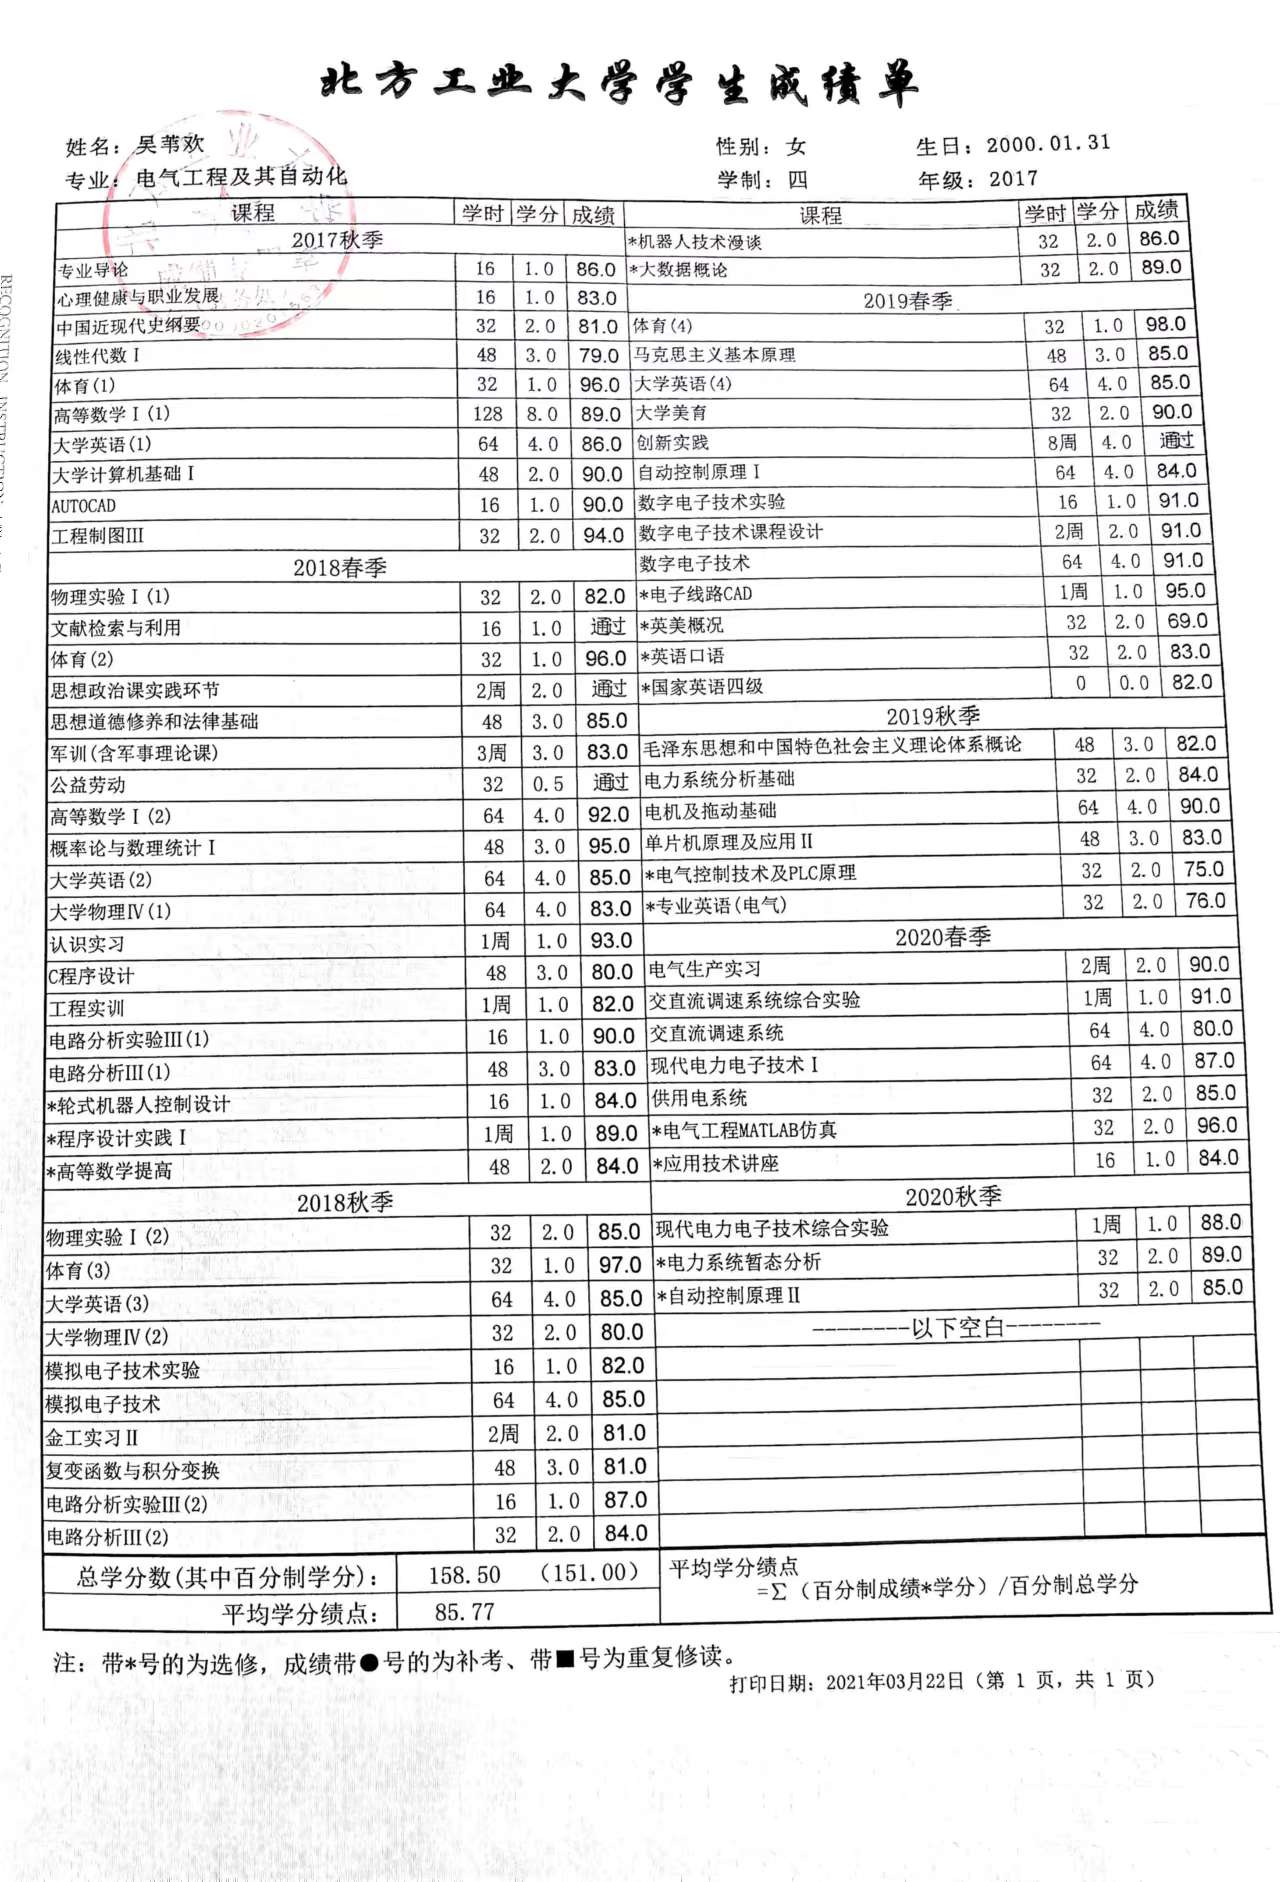 北方工业大学学生成绩单
姓名：吴苇欢 性别：女 生日：2000.01.31
专业：电气工程及其自动化 学制：四 年级：2017
课程 学时 学分 成绩
2017秋季
专业导论 16 1.0 86.0
心理健康与职业发展 16 1.0 83.0
中国近现代史纲要 32 2.0 81.0
线性代数Ⅰ 48 3.0 79.0
体育(1) 32 1.0 96.0
高等数学Ⅰ(1) 128 8.0 89.0
大学英语(1) 64 4.0 86.0
大学计算机基础Ⅰ 48 2.0 90.0
AUTOCAD 16 1.0 90.0
工程制图III 32 2.0 94.0
2018春季
物理实验Ⅰ(1) 32 2.0 82.0
文献检索与利用 16 1.0 通过
体育(2) 32 1.0 96.0
思想政治课实践环节 2周 2.0 通过
思想道德修养和法律基础 48 3.0 85.0
军训(含军事理论课) 3周 3.0 83.0
公益劳动 32 0.5 通过
高等数学Ⅰ(2) 64 4.0 92.0
概率论与数理统计Ⅰ 48 3.0 95.0
大学英语(2) 64 4.0 85.0
大学物理Ⅳ(1) 64 4.0 83.0
认识实习 1周 1.0 93.0
C程序设计 48 3.0 80.0
工程实训 1周 1.0 82.0
电路分析实验III(1) 16 1.0 90.0
电路分析III(1) 48 3.0 83.0
*轮式机器人控制设计 16 1.0 84.0
*程序设计实践Ⅰ 1周 1.0 89.0
*高等数学提高 48 2.0 84.0
2018秋季
物理实验Ⅰ(2) 32 2.0 85.0
体育(3) 32 1.0 97.0
大学英语(3) 64 4.0 85.0
大学物理Ⅳ(2) 32 2.0 80.0
模拟电子技术实验 16 1.0 82.0
模拟电子技术 64 4.0 85.0
金工实习Ⅱ 2周 2.0 81.0
复变函数与积分变换 48 3.0 81.0
电路分析实验III(2) 16 1.0 87.0
电路分析III(2) 32 2.0 84.0
课程 学时 学分 成绩
*机器人技术漫谈 32 2.0 86.0
*大数据概论 32 2.0 89.0
2019春季
体育(4) 32 1.0 98.0
马克思主义基本原理 48 3.0 85.0
大学英语(4) 64 4.0 85.0
大学美育 32 2.0 90.0
创新实践 8周 4.0 通过
自动控制原理Ⅰ 64 4.0 84.0
数字电子技术实验 16 1.0 91.0
数字电子技术课程设计 2周 2.0 91.0
数字电子技术 64 4.0 91.0
*电子线路CAD 1周 1.0 95.0
*英美概况 32 2.0 69.0
*英语口语 32 2.0 83.0
*国家英语四级 0 0.0 82.0
2019秋季
毛泽东思想和中国特色社会主义理论体系概论 48 3.0 82.0
电力系统分析基础 32 2.0 84.0
电机及拖动基础 64 4.0 90.0
单片机原理及应用Ⅱ 48 3.0 83.0
*电气控制技术及PLC原理 32 2.0 75.0
*专业英语(电气) 32 2.0 76.0
2020春季
电气生产实习 2周 2.0 90.0
交直流调速系统综合实验 1周 1.0 91.0
交直流调速系统 64 4.0 80.0
现代电力电子技术Ⅰ 64 4.0 87.0
供用电系统 32 2.0 85.0
*电气工程MATLAB仿真 32 2.0 96.0
*应用技术讲座 16 1.0 84.0
2020秋季
现代电力电子技术综合实验 1周 1.0 88.0
*电力系统暂态分析 32 2.0 89.0
*自动控制原理Ⅱ 32 2.0 85.0
--------以下空白--------
总学分数(其中百分制学分)： 158.50 （151.00）
平均学分绩点： 85.77
平均学分绩点
=∑（百分制成绩*学分）/百分制总学分
注：带*号的为选修，成绩带●号的为补考、带■号为重复修读。
打印日期：2021年03月22日（第 1 页，共 1 页）
RECOGNITION INSTRUCTION